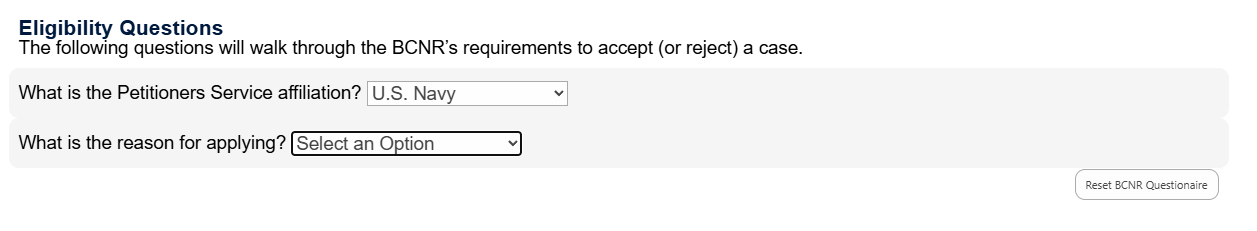 Eligibility Questions
The following questions will walk through the BCNR's requirements to accept (or reject) a case.
What is the Petitioners Service affiliation? U.S. Navy
What is the reason for applying? Select an Option
Reset BCNR Questionaire